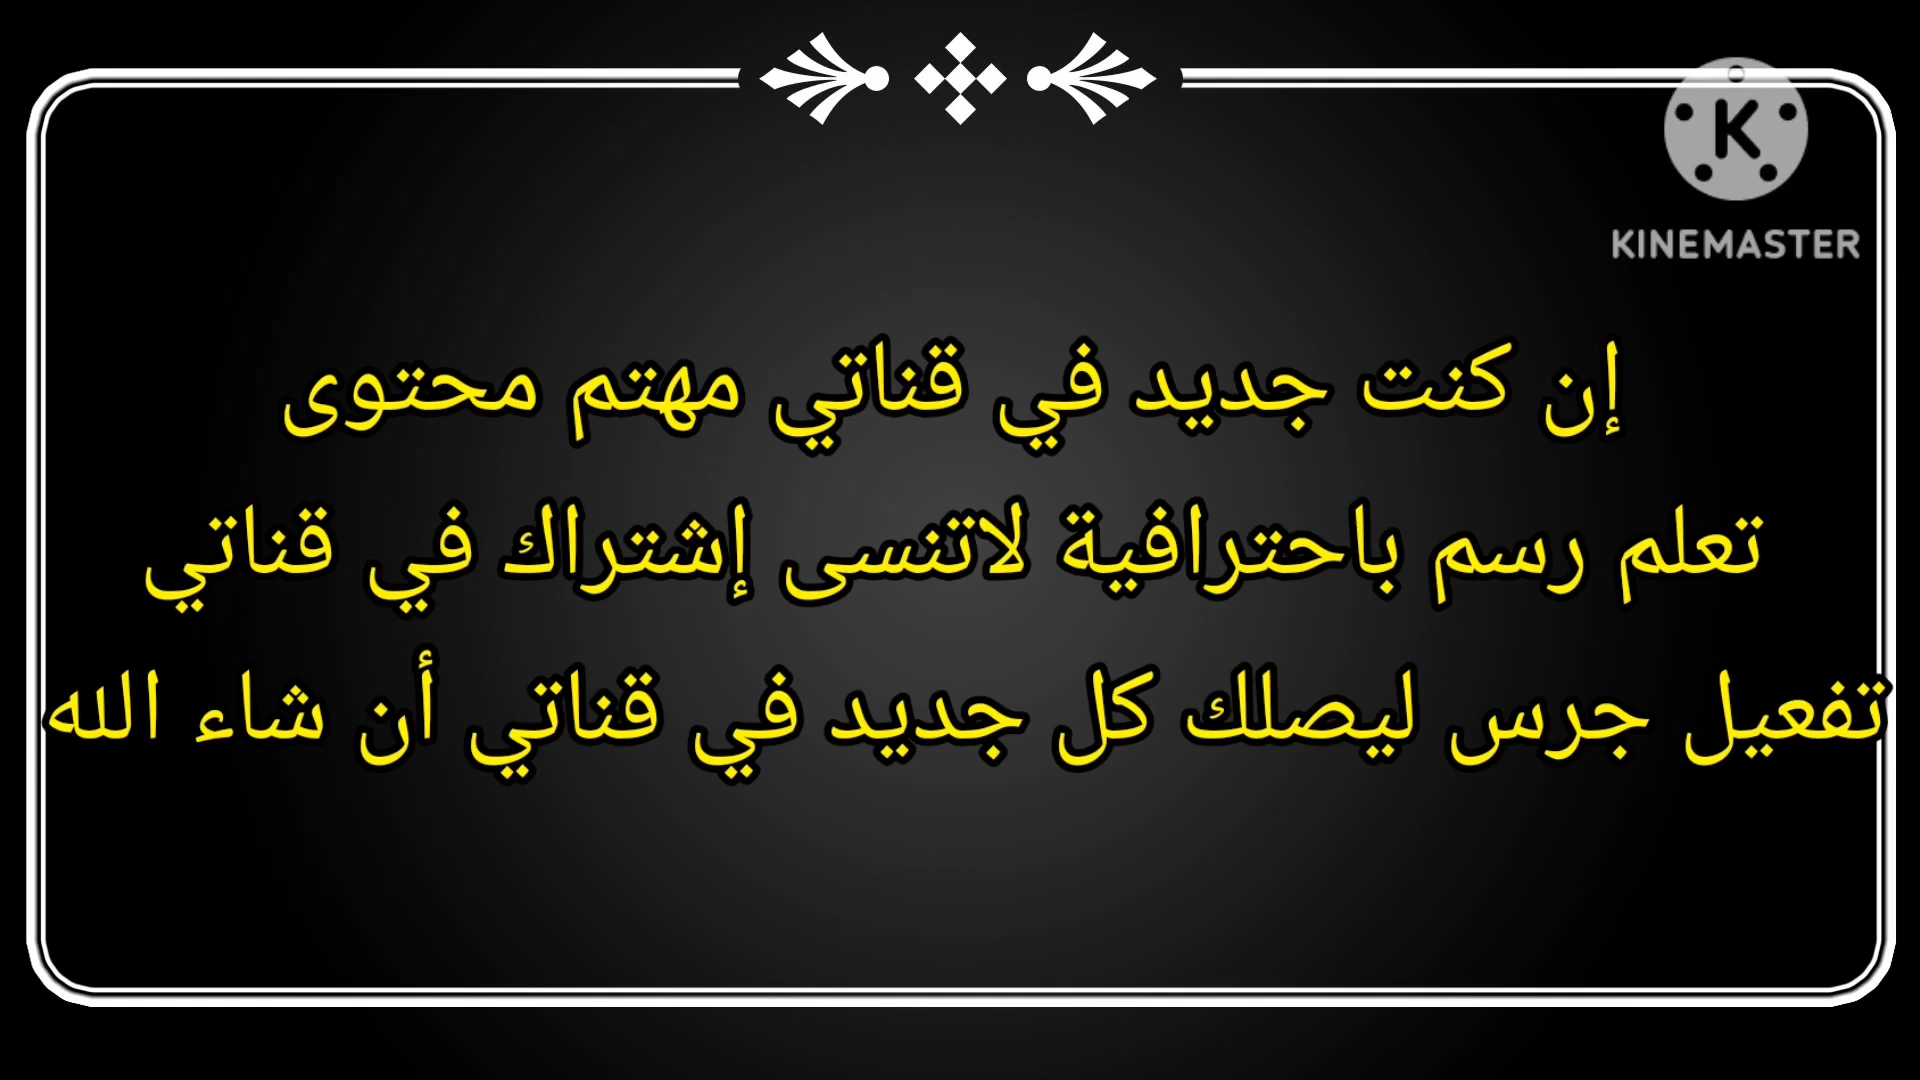 KINEMASTER
إن كنت جديد في قناتي مهتم محتوى
تعلم رسم باحترافية لاتنسى إشتراك في قناتي
تفعيل جرس ليصلك كل جديد في قناتي أن شاء الله